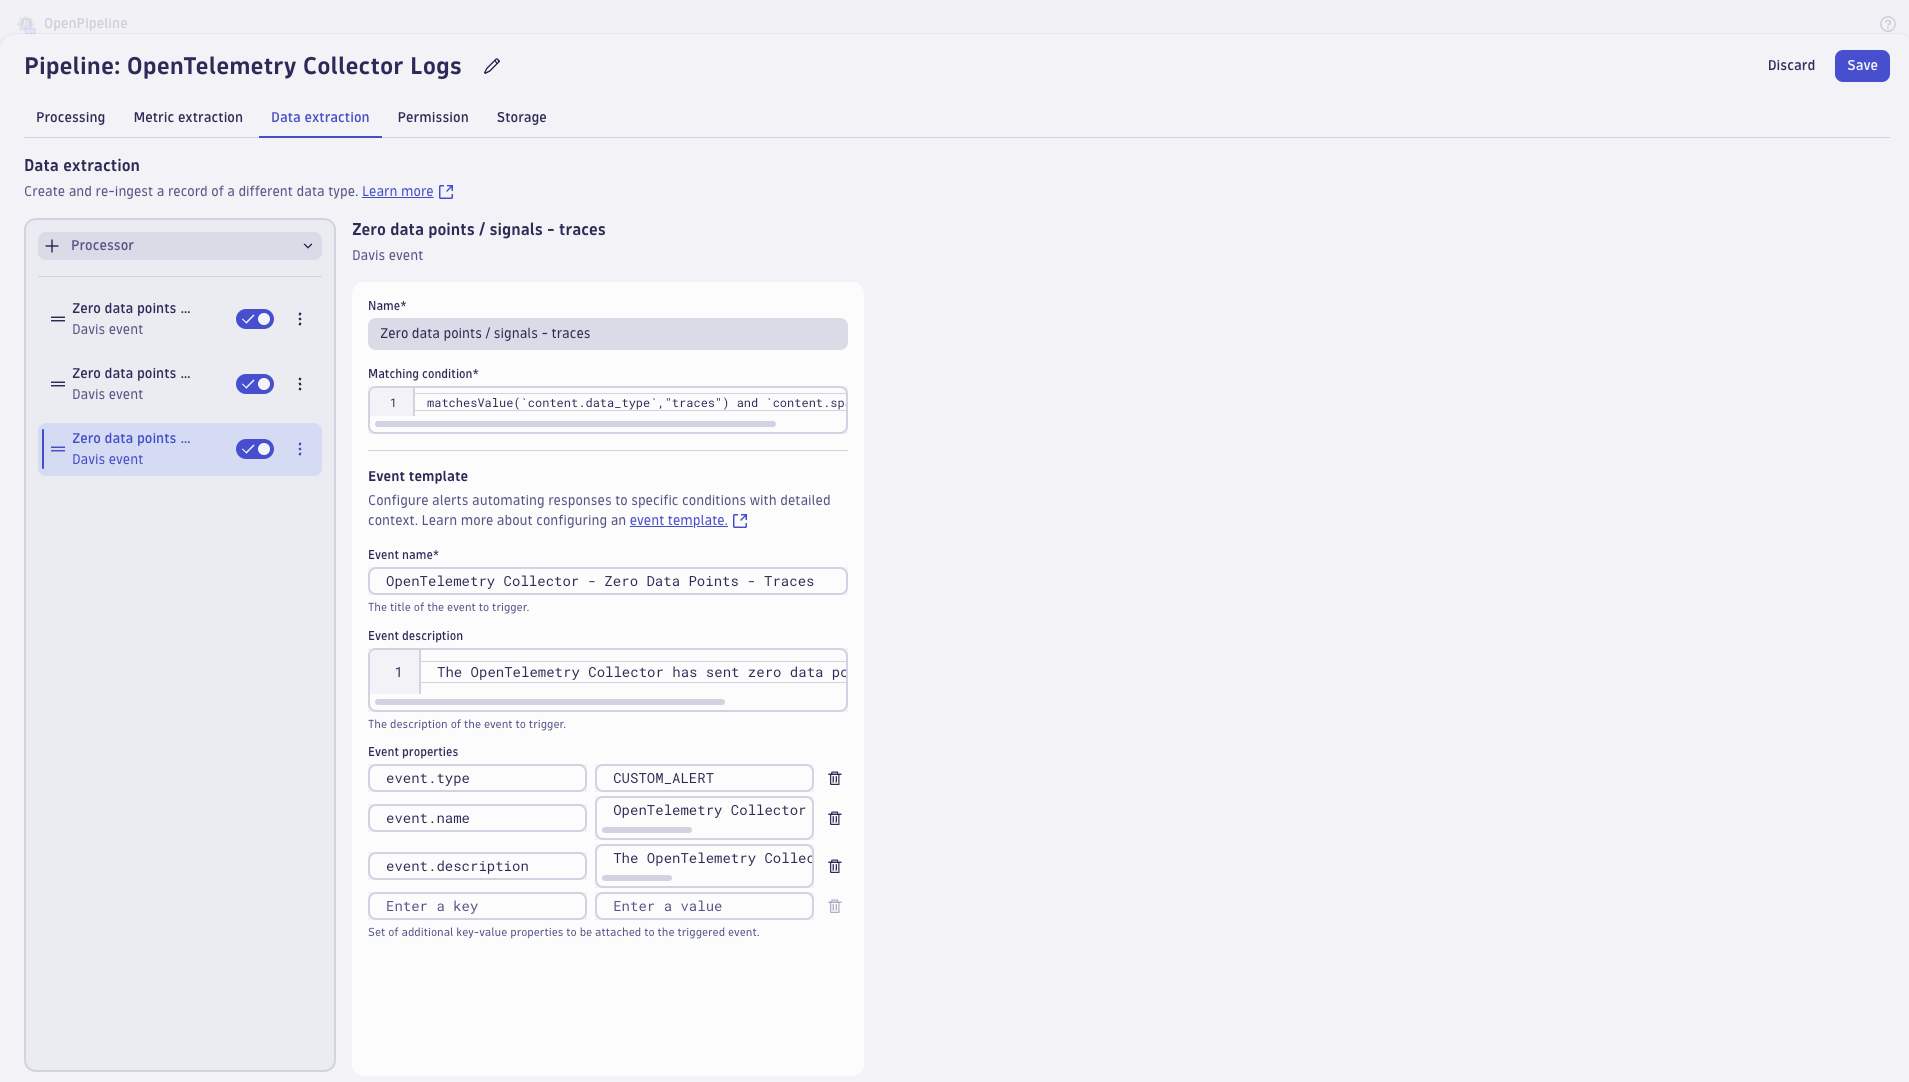 OpenPipeline
Pipeline: OpenTelemetry Collector Logs
Discard
Save
Processing
Metric extraction
Data extraction
Permission
Storage
Data extraction
Create and re-ingest a record of a different data type. Learn more
Processor
Zero data points ...
Davis event
Zero data points ...
Davis event
Zero data points ...
Davis event
Zero data points / signals - traces
Davis event
Name*
Zero data points / signals - traces
Matching condition*
1 matchesValue(`content.data_type`,"traces") and `content.sp
Event template
Configure alerts automating responses to specific conditions with detailed
context. Learn more about configuring an event template.
Event name*
OpenTelemetry Collector - Zero Data Points - Traces
The title of the event to trigger.
Event description
1 The OpenTelemetry Collector has sent zero data po
The description of the event to trigger.
Event properties
event.type CUSTOM_ALERT
event.name OpenTelemetry Collector
event.description The OpenTelemetry Collec
Enter a key Enter a value
Set of additional key-value properties to be attached to the triggered event.